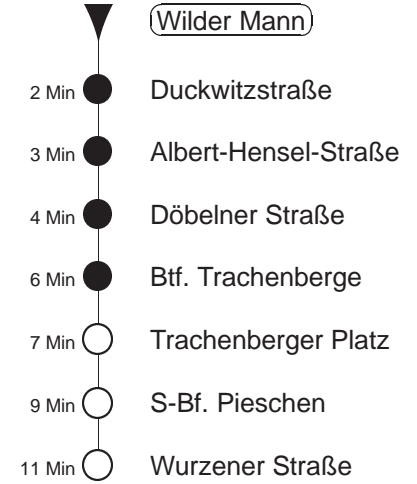 Wilder Mann
2 Min Duckwitzstraße
3 Min Albert-Hensel-Straße
4 Min Döbelner Straße
6 Min Btf. Trachenberge
7 Min Trachenberger Platz
9 Min S-Bf. Pieschen
11 Min Wurzener Straße